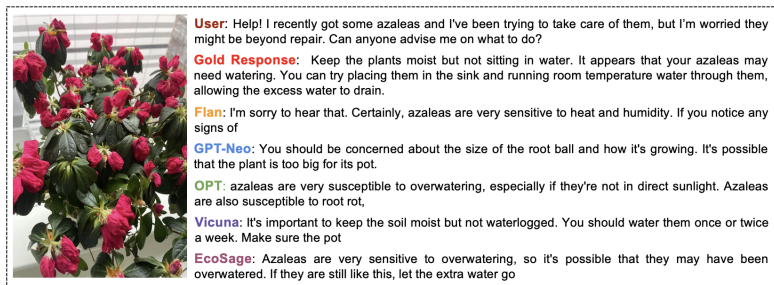 User: Help! I recently got some azaleas and I've been trying to take care of them, but I'm worried they
might be beyond repair. Can anyone advise me on what to do?
Gold Response: Keep the plants moist but not sitting in water. It appears that your azaleas may
need watering. You can try placing them in the sink and running room temperature water through them,
allowing the excess water to drain.
Flan: I'm sorry to hear that. Certainly, azaleas are very sensitive to heat and humidity. If you notice any
signs of
GPT-Neo: You should be concerned about the size of the root ball and how it's growing. It's possible
that the plant is too big for its pot.
OPT: azaleas are very susceptible to overwatering, especially if they're not in direct sunlight. Azaleas
are also susceptible to root rot,
Vicuna: It's important to keep the soil moist but not waterlogged. You should water them once or twice
a week. Make sure the pot
EcoSage: Azaleas are very sensitive to overwatering, so it's possible that they may have been
overwatered. If they are still like this, let the extra water go